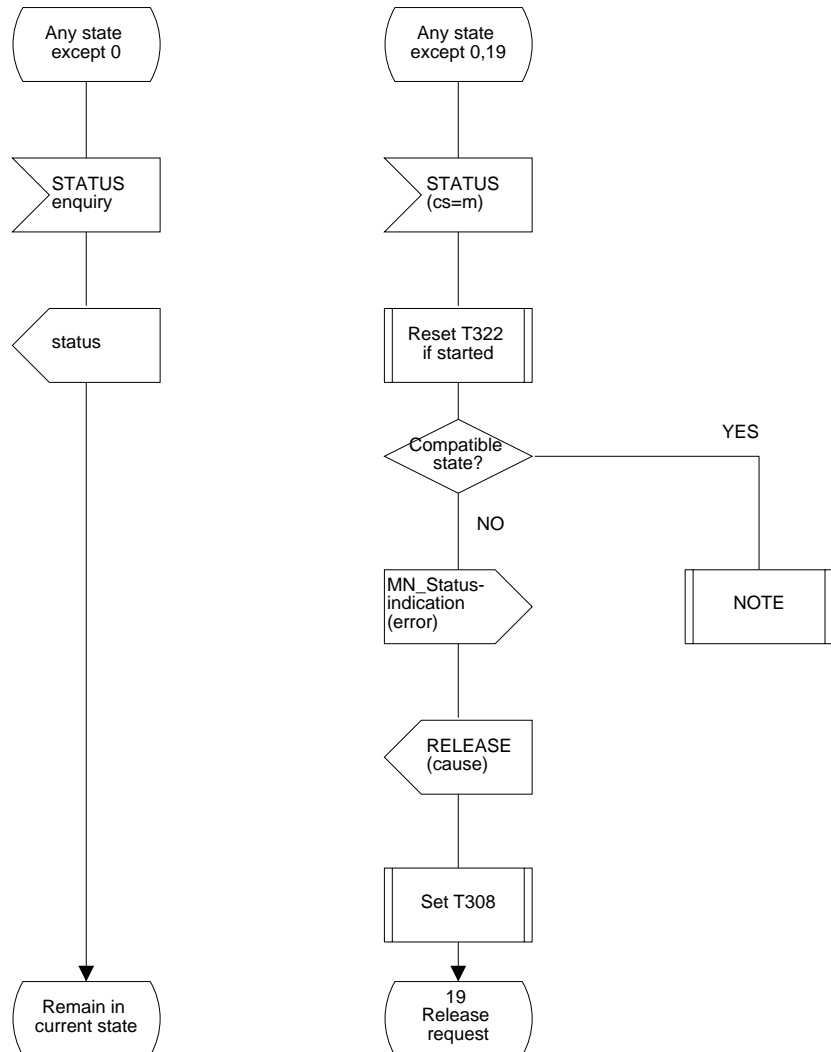 Any state
except 0
STATUS
enquiry
status
Remain in
current state
Any state
except 0,19
STATUS
(cs=m)
Reset T322
if started
Compatible
state?
YES
NO
MN_Status-
indication
(error)
NOTE
RELEASE
(cause)
Set T308
19
Release
request